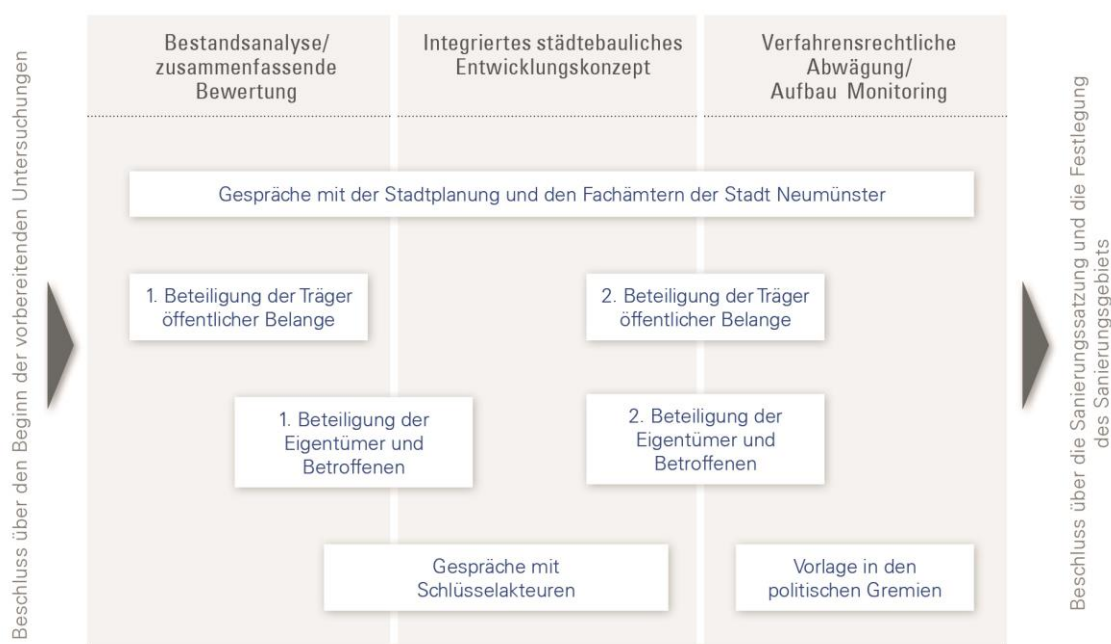 Beschluss über den Beginn der vorbereitenden Untersuchungen
Bestandsanalyse/
zusammenfassende
Bewertung
Integriertes städtebauliches
Entwicklungskonzept
Verfahrensrechtliche
Abwägung/
Aufbau Monitoring
Gespräche mit der Stadtplanung und den Fachämtern der Stadt Neumünster
1. Beteiligung der Träger
öffentlicher Belange
2. Beteiligung der Träger
öffentlicher Belange
1. Beteiligung der
Eigentümer und
Betroffenen
2. Beteiligung der
Eigentümer und
Betroffenen
Gespräche mit
Schlüsselakteuren
Vorlage in den
politischen Gremien
Beschluss über die Sanierungssatzung und die Festlegung
des Sanierungsgebiets